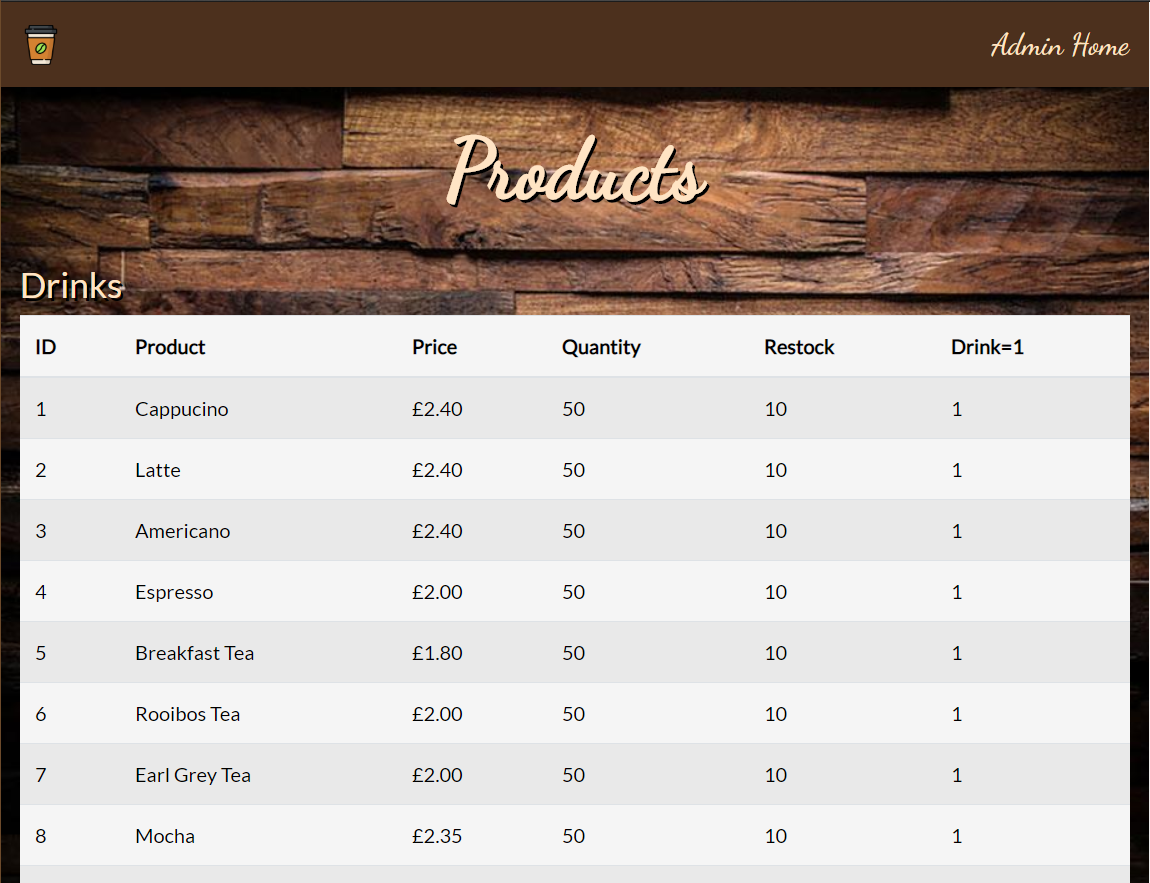 Admin Home
Products
Drinks
ID Product Price Quantity Restock Drink=1
1 Cappucino £2.40 50 10 1
2 Latte £2.40 50 10 1
3 Americano £2.40 50 10 1
4 Espresso £2.00 50 10 1
5 Breakfast Tea £1.80 50 10 1
6 Rooibos Tea £2.00 50 10 1
7 Earl Grey Tea £2.00 50 10 1
8 Mocha £2.35 50 10 1